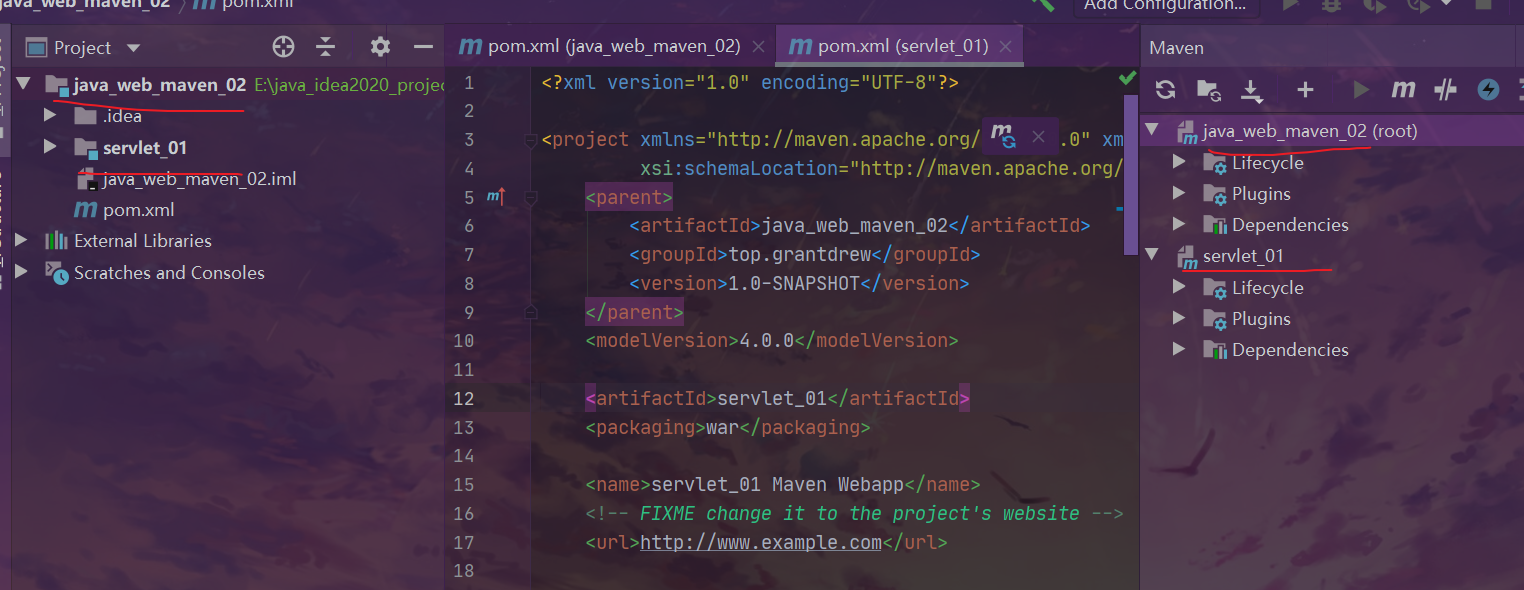 java_web_maven_02 pom.xml
Add Configuration...
Project
java_web_maven_02 E:\java_idea2020_projec
.idea
servlet_01
java_web_maven_02.iml
pom.xml
External Libraries
Scratches and Consoles
pom.xml (java_web_maven_02)
pom.xml (servlet_01)
1 <?xml version="1.0" encoding="UTF-8"?>
2
3 <project xmlns="http://maven.apache.org/ .0" xm
4 xsi:schemaLocation="http://maven.apache.org/
5 <parent>
6 <artifactId>java_web_maven_02</artifactId>
7 <groupId>top.grantdrew</groupId>
8 <version>1.0-SNAPSHOT</version>
9 </parent>
10 <modelVersion>4.0.0</modelVersion>
11
12 <artifactId>servlet_01</artifactId>
13 <packaging>war</packaging>
14
15 <name>servlet_01 Maven Webapp</name>
16 <!-- FIXME change it to the project's website -->
17 <url>http://www.example.com</url>
18
Maven
java_web_maven_02 (root)
Lifecycle
Plugins
Dependencies
servlet_01
Lifecycle
Plugins
Dependencies